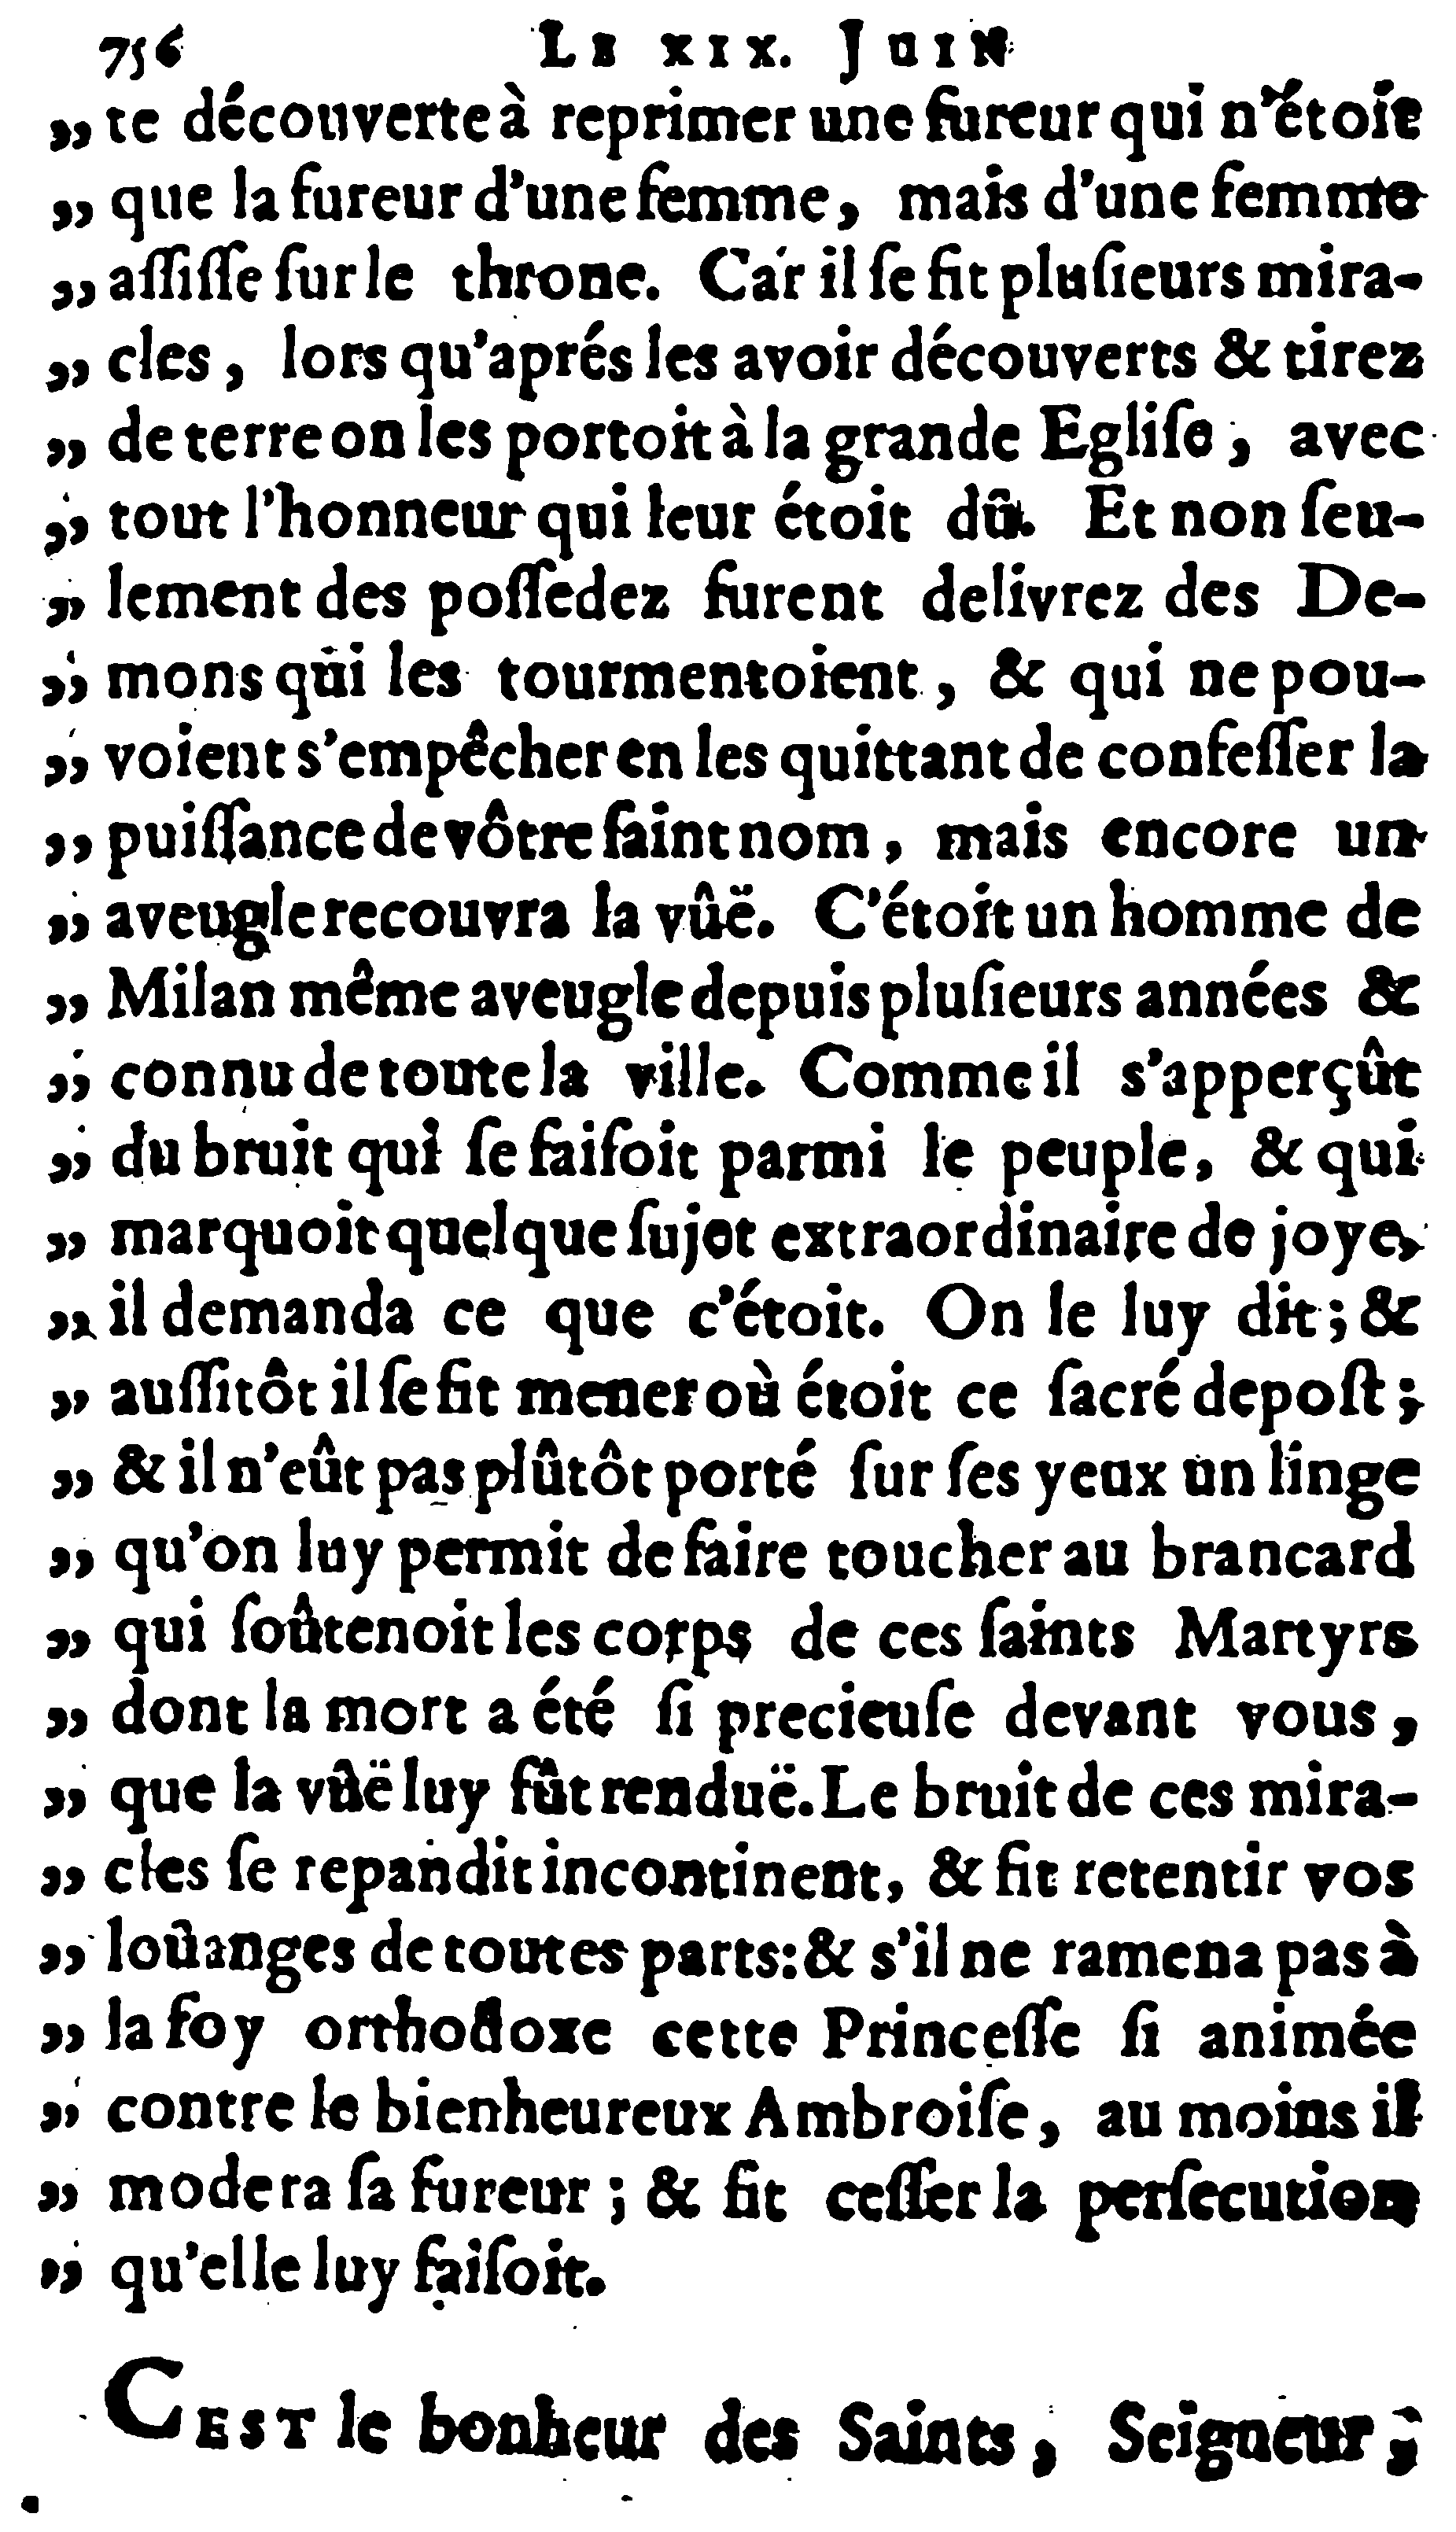 756 LE XIX. JUIN
„ te découverte à reprimer une fureur qui n'étoit
„ que la fureur d'une femme, mais d'une femme
„ aſſiſſe ſur le throne. Car il ſe fit pluſieurs mira-
„ cles, lors qu'aprés les avoir découverts & tirez
„ de terre on les portoit à la grande Egliſe, avec
„ tout l'honneur qui leur étoit dû. Et non ſeu-
„ lement des poſſedez furent delivrez des De-
„ mons qui les tourmentoient, & qui ne pou-
„ voient s'empêcher en les quittant de confeſſer la
„ puiſſance de vôtre ſaint nom, mais encore un
„ aveugle recouvra la vûë. C'étoit un homme de
„ Milan même aveugle depuis pluſieurs années &
„ connu de toute la ville. Comme il s'apperçût
„ du bruit qui ſe faiſoit parmi le peuple, & qui
„ marquoit quelque ſujet extraordinaire de joye,
„ il demanda ce que c'étoit. On le luy dit; &
„ auſſitôt il ſe fit mener où étoit ce ſacré depoſt;
„ & il n'eût pas plûtôt porté ſur ſes yeux un linge
„ qu'on luy permit de faire toucher au brancard
„ qui ſoûtenoit les corps de ces ſaints Martyrs
„ dont la mort a été ſi precieuſe devant vous,
„ que la vûë luy fût renduë. Le bruit de ces mira-
„ cles ſe repandit incontinent, & fit retentir vos
„ loüanges de toutes parts: & s'il ne ramena pas à
„ la foy orthodoxe cette Princeſſe ſi animée
„ contre le bienheureux Ambroiſe, au moins il
„ modera ſa fureur; & fit ceſſer la perſecution
„ qu'elle luy faiſoit.
CEST le bonheur des Saints, Seigneur,